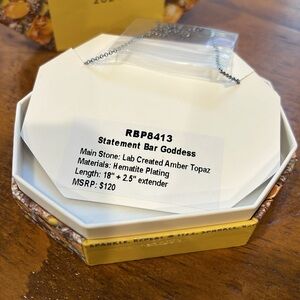 RBP8413
Statement Bar Goddess
Main Stone: Lab Created Amber Topaz
Materials: Hematite Plating
Length: 18" + 2.5" extender
MSRP: $120